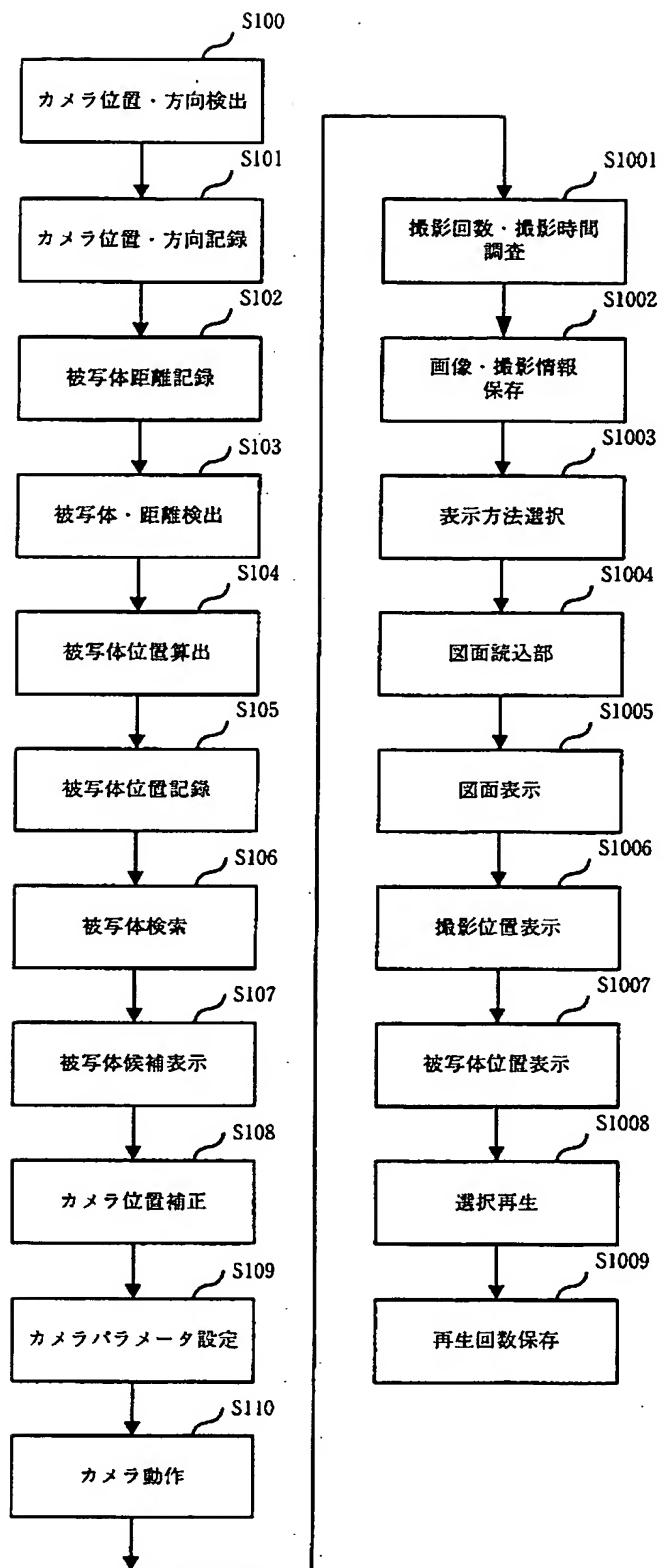 S100
カメラ位置・方向検出
S101
カメラ位置・方向記録
S102
被写体距離記録
S103
被写体・距離検出
S104
被写体位置算出
S105
被写体位置記録
S106
被写体検索
S107
被写体候補表示
S108
カメラ位置補正
S109
カメラパラメータ設定
S110
カメラ動作
S1001
撮影回数・撮影時間
調査
S1002
画像・撮影情報
保存
S1003
表示方法選択
S1004
図面読込部
S1005
図面表示
S1006
撮影位置表示
S1007
被写体位置表示
S1008
選択再生
S1009
再生回数保存